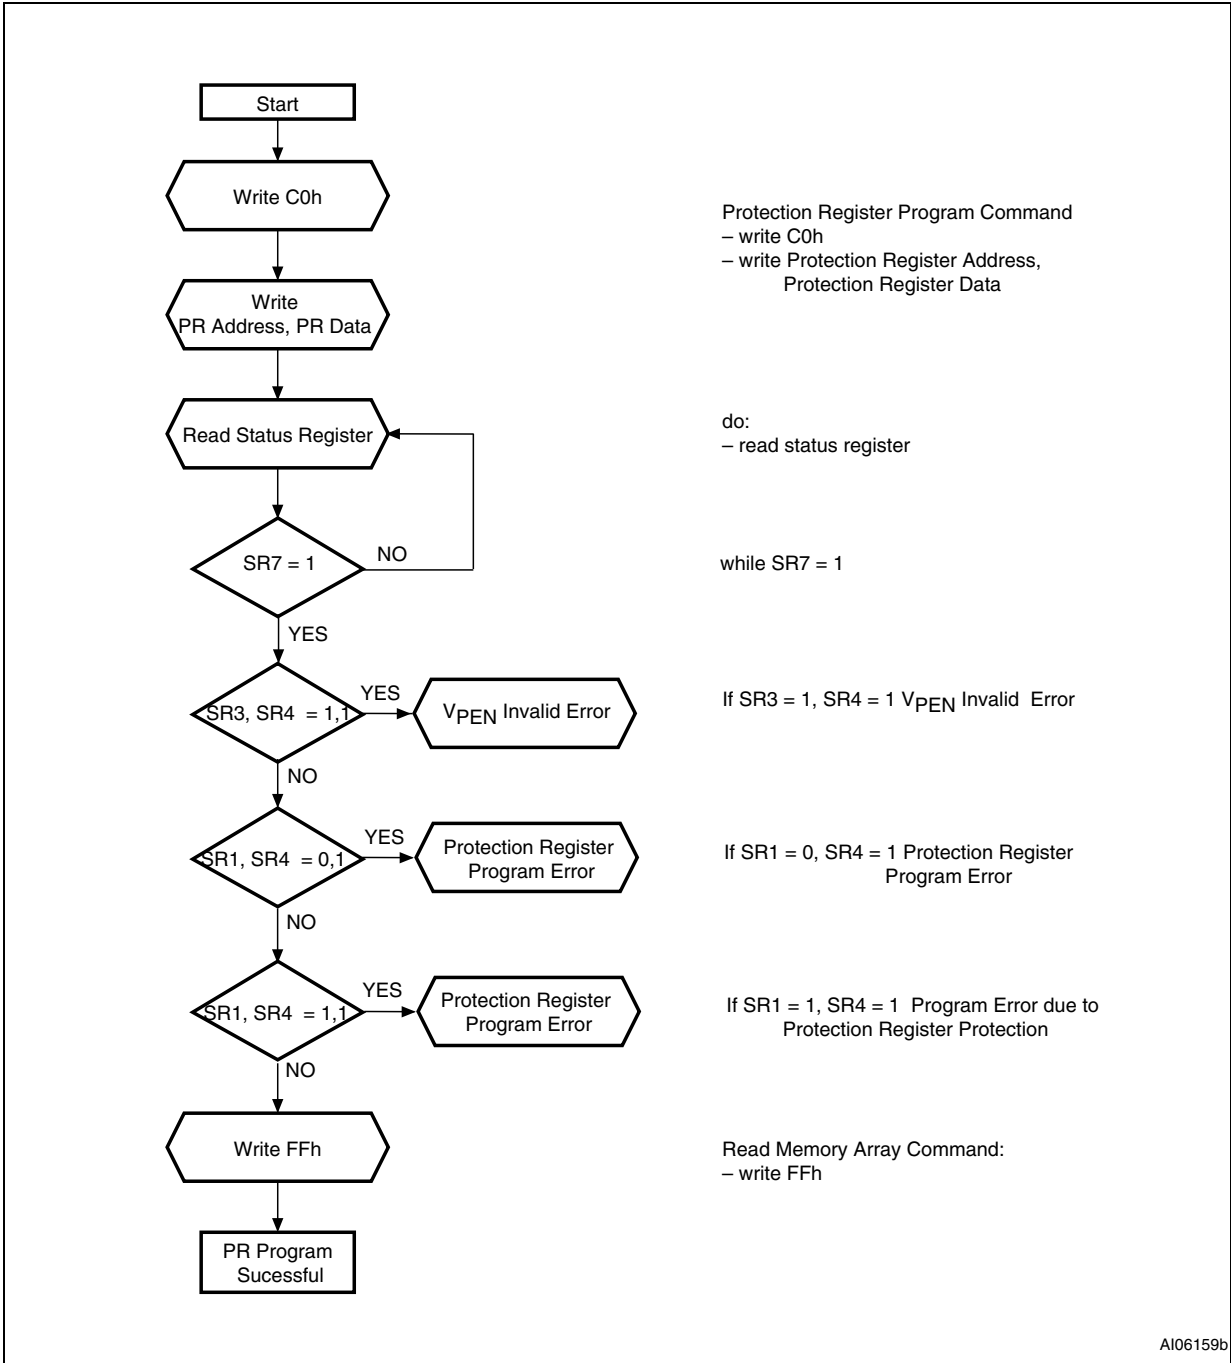 Start
Write C0h
Protection Register Program Command
– write C0h
– write Protection Register Address,
Protection Register Data
Write
PR Address, PR Data
Read Status Register
do:
– read status register
SR7 = 1
NO
while SR7 = 1
YES
SR3, SR4 = 1,1
YES
VPEN Invalid Error
If SR3 = 1, SR4 = 1 VPEN Invalid Error
NO
SR1, SR4 = 0,1
YES
Protection Register
Program Error
If SR1 = 0, SR4 = 1 Protection Register
Program Error
NO
SR1, SR4 = 1,1
YES
Protection Register
Program Error
If SR1 = 1, SR4 = 1 Program Error due to
Protection Register Protection
NO
Write FFh
Read Memory Array Command:
– write FFh
PR Program
Sucessful
AI06159b